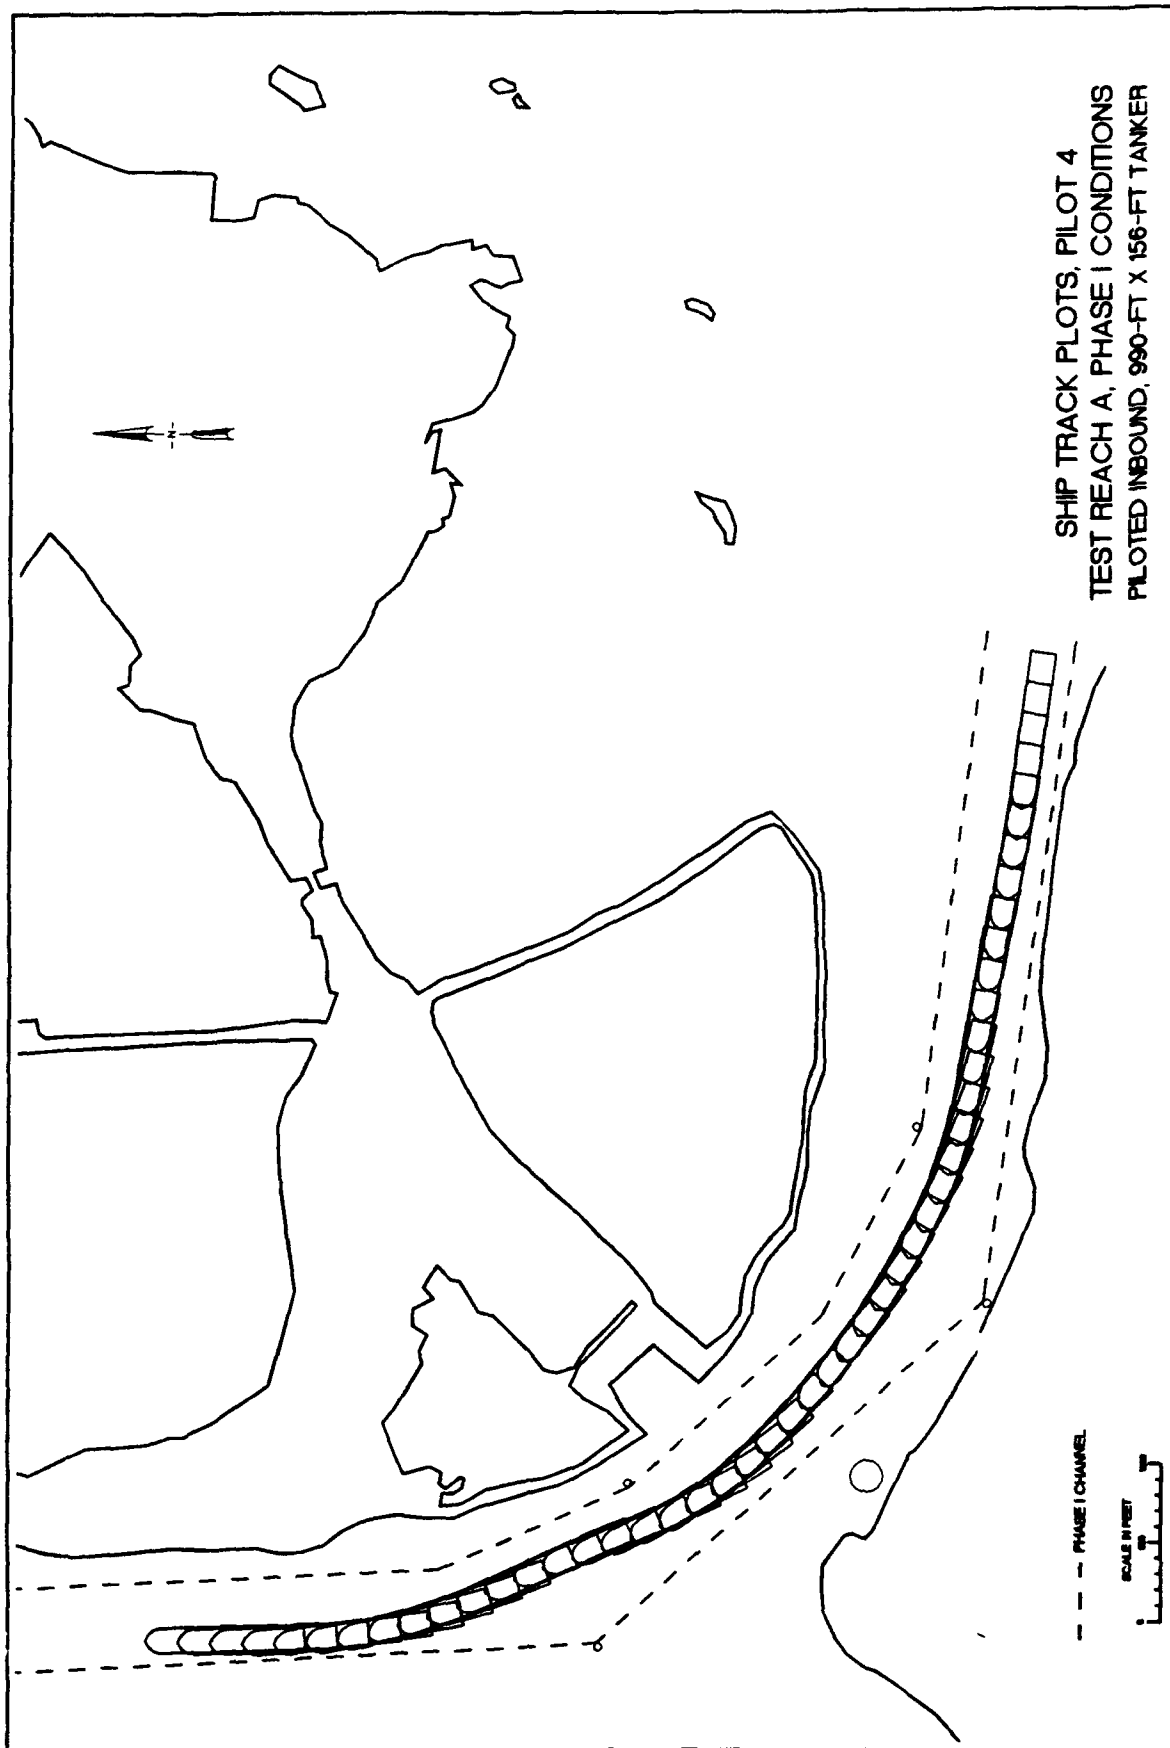 SHIP TRACK PLOTS, PILOT 4
TEST REACH A, PHASE I CONDITIONS
PILOTED INBOUND, 990-FT X 156-FT TANKER
N
PHASE I CHANNEL
SCALE IN FEET
0